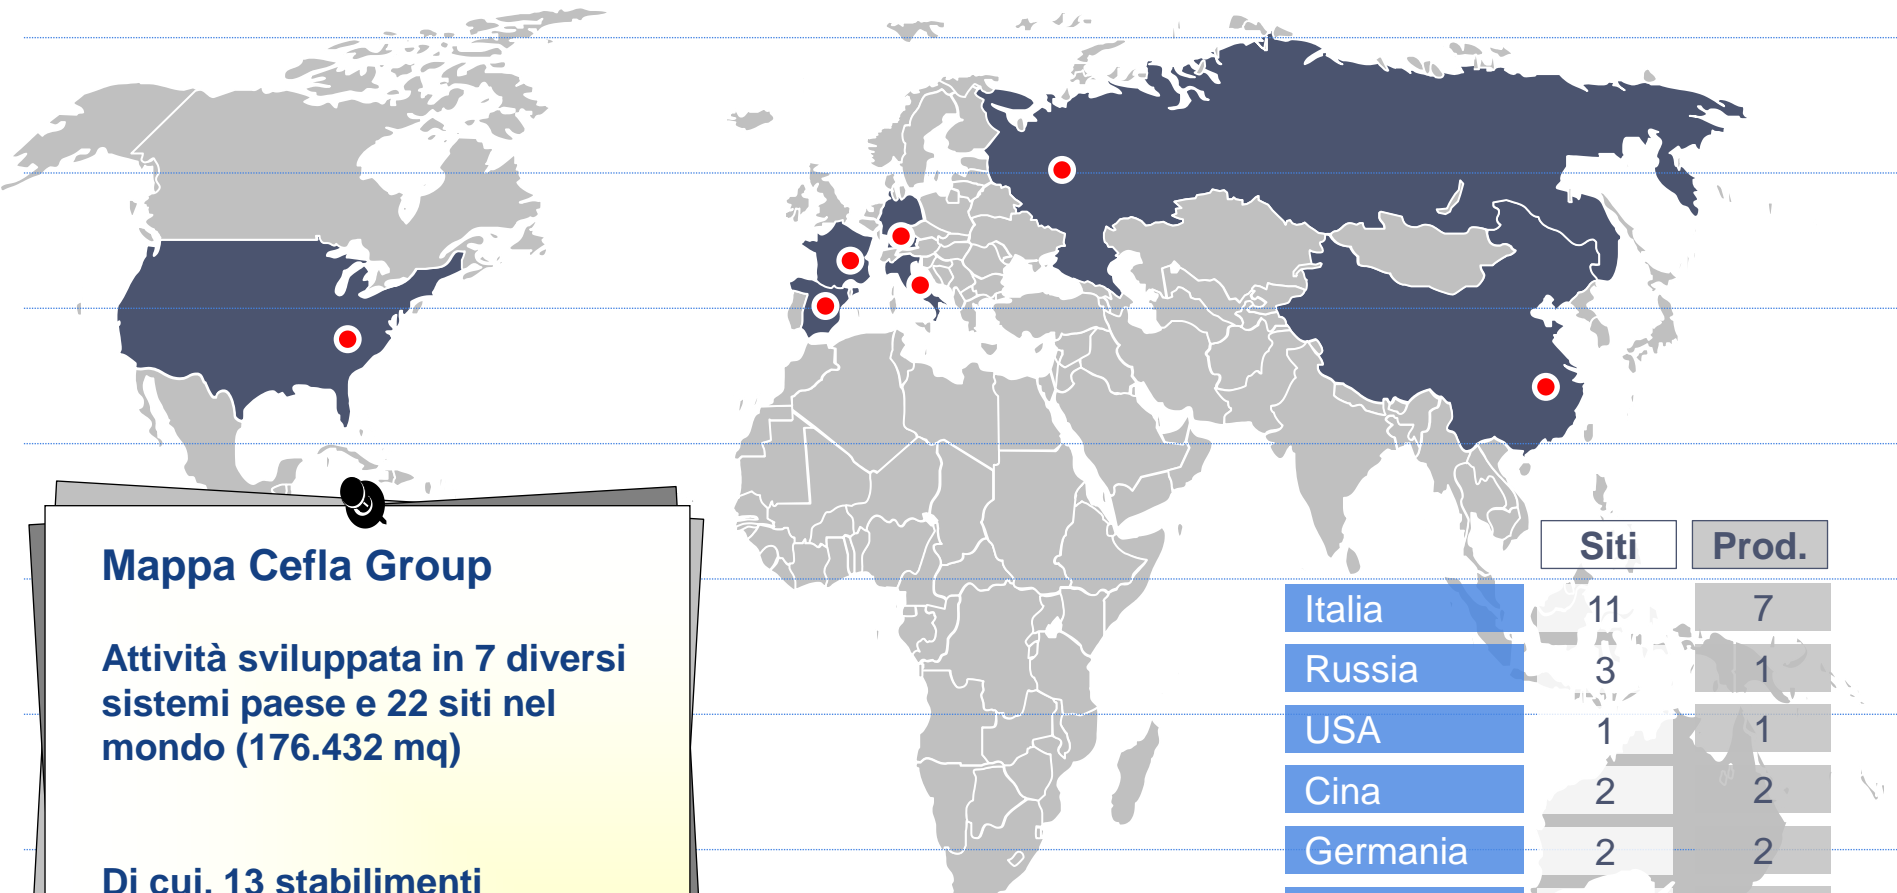 Mappa Cefla Group
Attività sviluppata in 7 diversi
sistemi paese e 22 siti nel
mondo (176.432 mq)
Di cui, 13 stabilimenti
Siti Prod.
Italia 11 7
Russia 3 1
USA 1 1
Cina 2 2
Germania 2 2